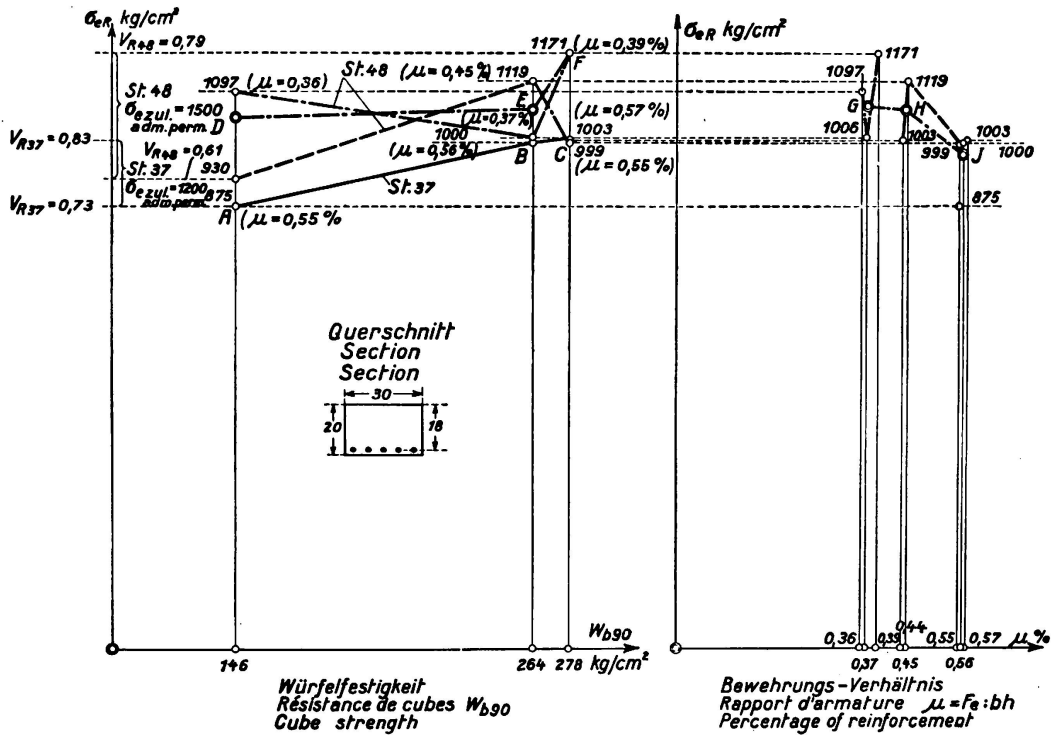 σeR kg/cm²
VR48 = 0,79
St. 48
σe zul. = 1500
adm. perm.
VR37 = 0,83
VR48 = 0,61
St. 37
σe zul. = 1200
adm. perm.
VR37 = 0,73
1097 (μ = 0,36)
D
930
875
A (μ = 0,55 %
St. 48
St. 37
(μ = 0,45 %) 1119
1171 (μ = 0,39 %)
F
E
(μ = 0,37 %)
1000
(μ = 0,56 %)
B
C
(μ = 0,57 %)
1003
999
(μ = 0,55 %)
Querschnitt
Section
Section
30
20
18
Wb90
146
264
278
kg/cm²
Würfelfestigkeit
Résistance de cubes Wb90
Cube strength
σeR kg/cm²
1171
1097
1119
G
H
1006
1003
1003
999
1000
J
875
0,36
0,37
0,39
0,44
0,45
0,55
0,56
0,57
μ %
Bewehrungs-Verhältnis
Rapport d'armature μ = Fe : bh
Percentage of reinforcement